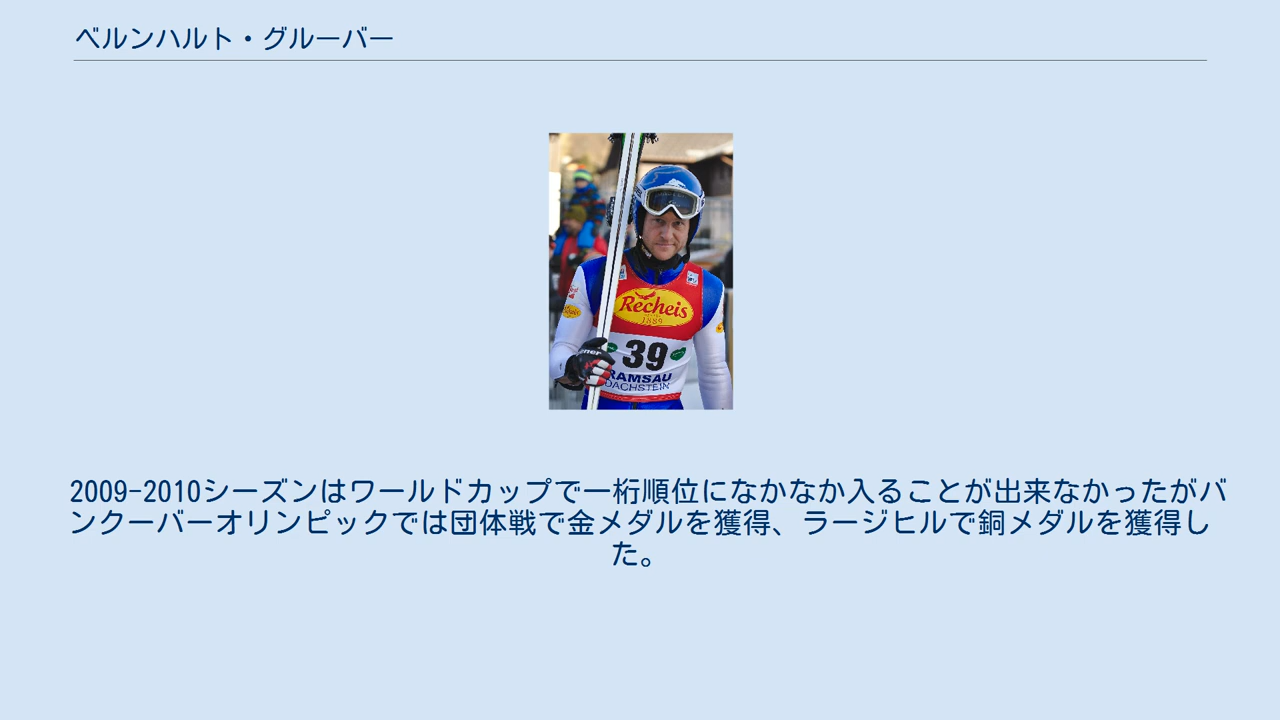 ベルンハルト・グルーバー
Recheis
1889
39
RAMSAU
DACHSTEIN
2009-2010シーズンはワールドカップで一桁順位になかなか入ることが出来なかったがバ
ンクーバーオリンピックでは団体戦で金メダルを獲得、ラージヒルで銅メダルを獲得し
た。